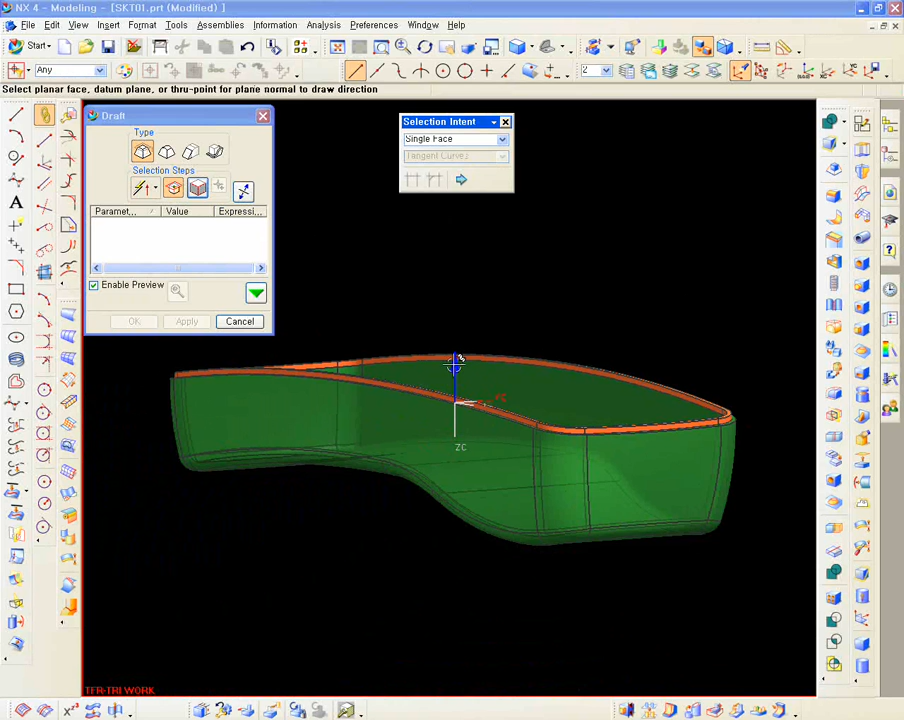 NX 4 - Modeling - [SKT01.prt (Modified) ]
File Edit View Insert Format Tools Assemblies Information Analysis Preferences Window Help
Start
Any
2
Select planar face, datum plane, or thru-point for plane normal to draw direction
Draft
Type
Selection Steps
Paramet... Value Expressi...
Enable Preview
OK Apply Cancel
Selection Intent
Single Face
Tangent Curves
ZC
TFR-TRI WORK